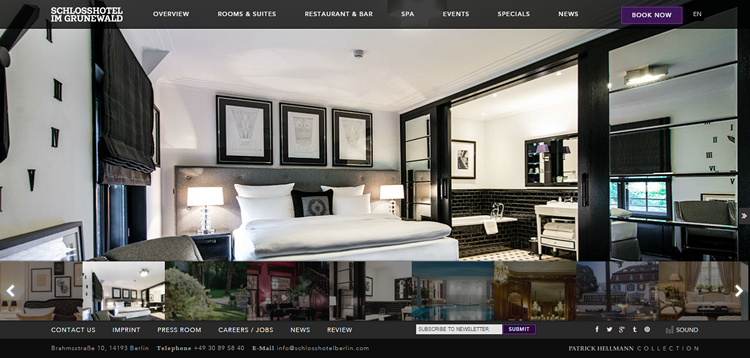 SCHLOSSHOTEL
IM GRUNEWALD
OVERVIEW ROOMS & SUITES RESTAURANT & BAR SPA EVENTS SPECIALS NEWS BOOK NOW EN
CONTACT US IMPRINT PRESS ROOM CAREERS / JOBS NEWS REVIEW SUBSCRIBE TO NEWSLETTER... SUBMIT SOUND
Brahmsstraße 10, 14193 Berlin Telephone +49 30 89 58 40 E-Mail info@schlosshotelberlin.com PATRICK HELLMANN COLLECTION